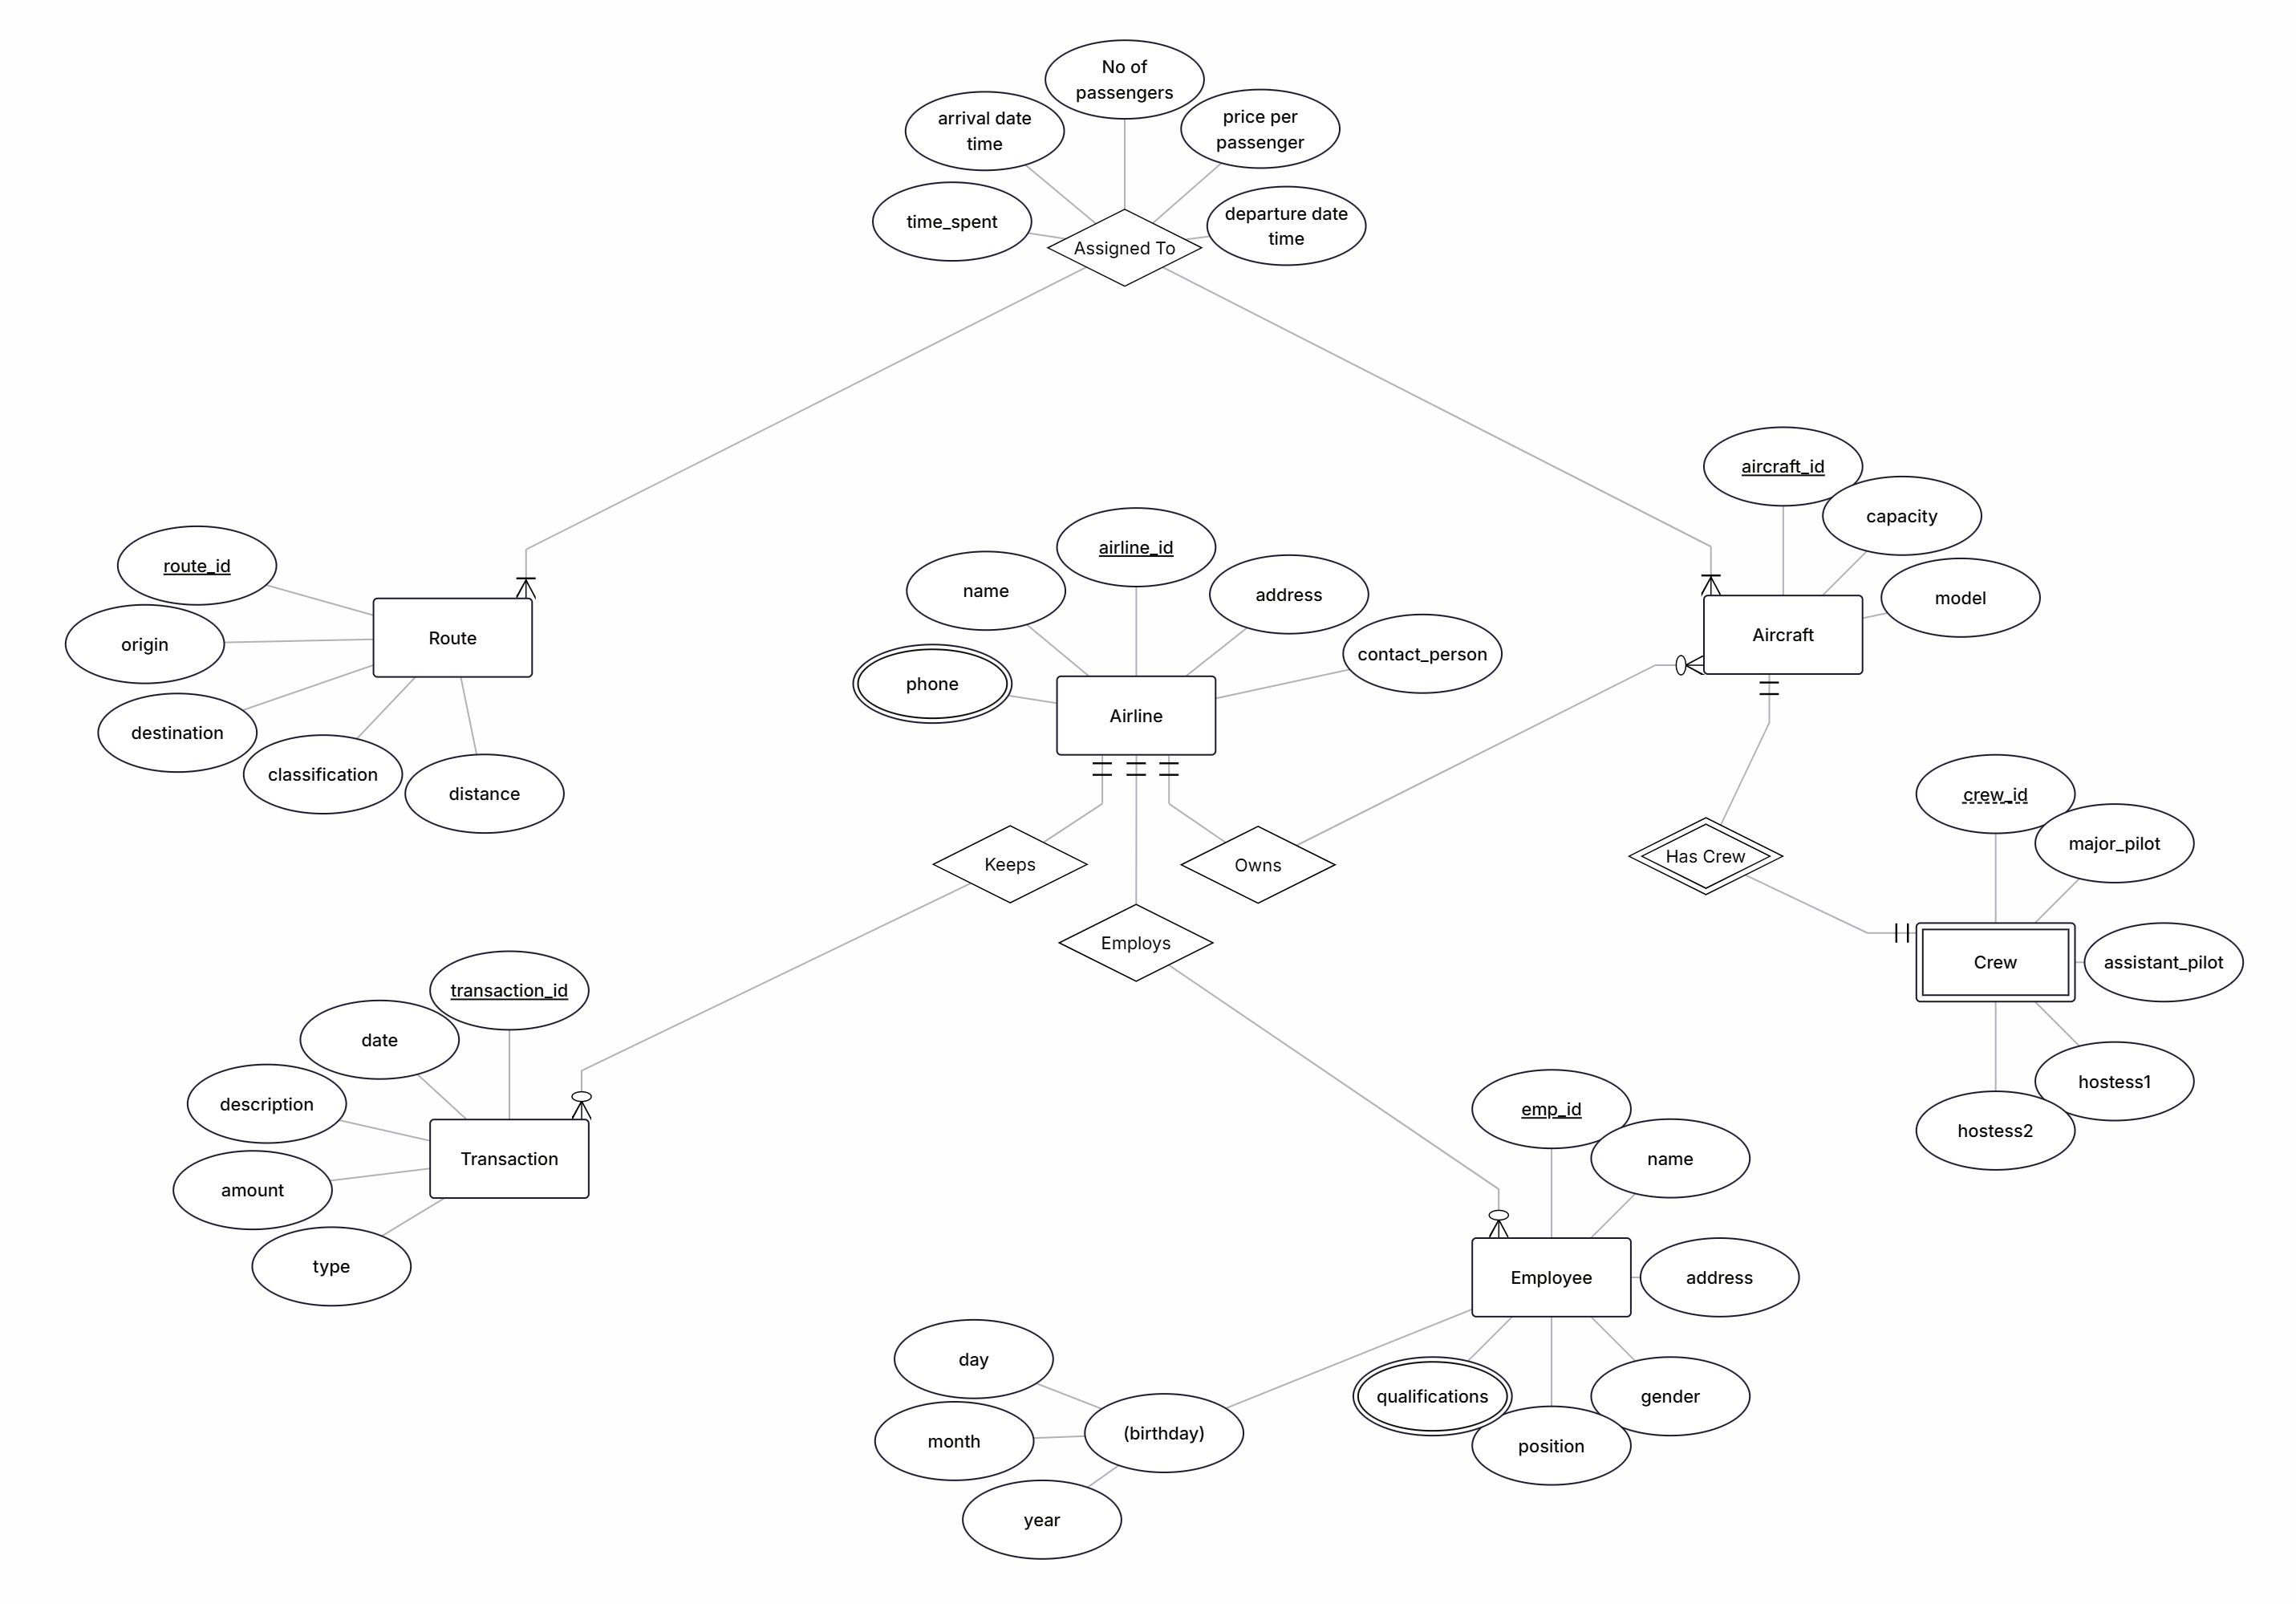 No of
passengers
arrival date
time
price per
passenger
time_spent
departure date
time
Assigned To
aircraft_id
capacity
model
Aircraft
route_id
origin
Route
destination
classification
distance
airline_id
name
address
contact_person
phone
Airline
Keeps
Owns
Employs
Has Crew
crew_id
major_pilot
Crew
assistant_pilot
hostess1
hostess2
transaction_id
date
description
Transaction
amount
type
emp_id
name
Employee
address
qualifications
gender
position
day
month
(birthday)
year